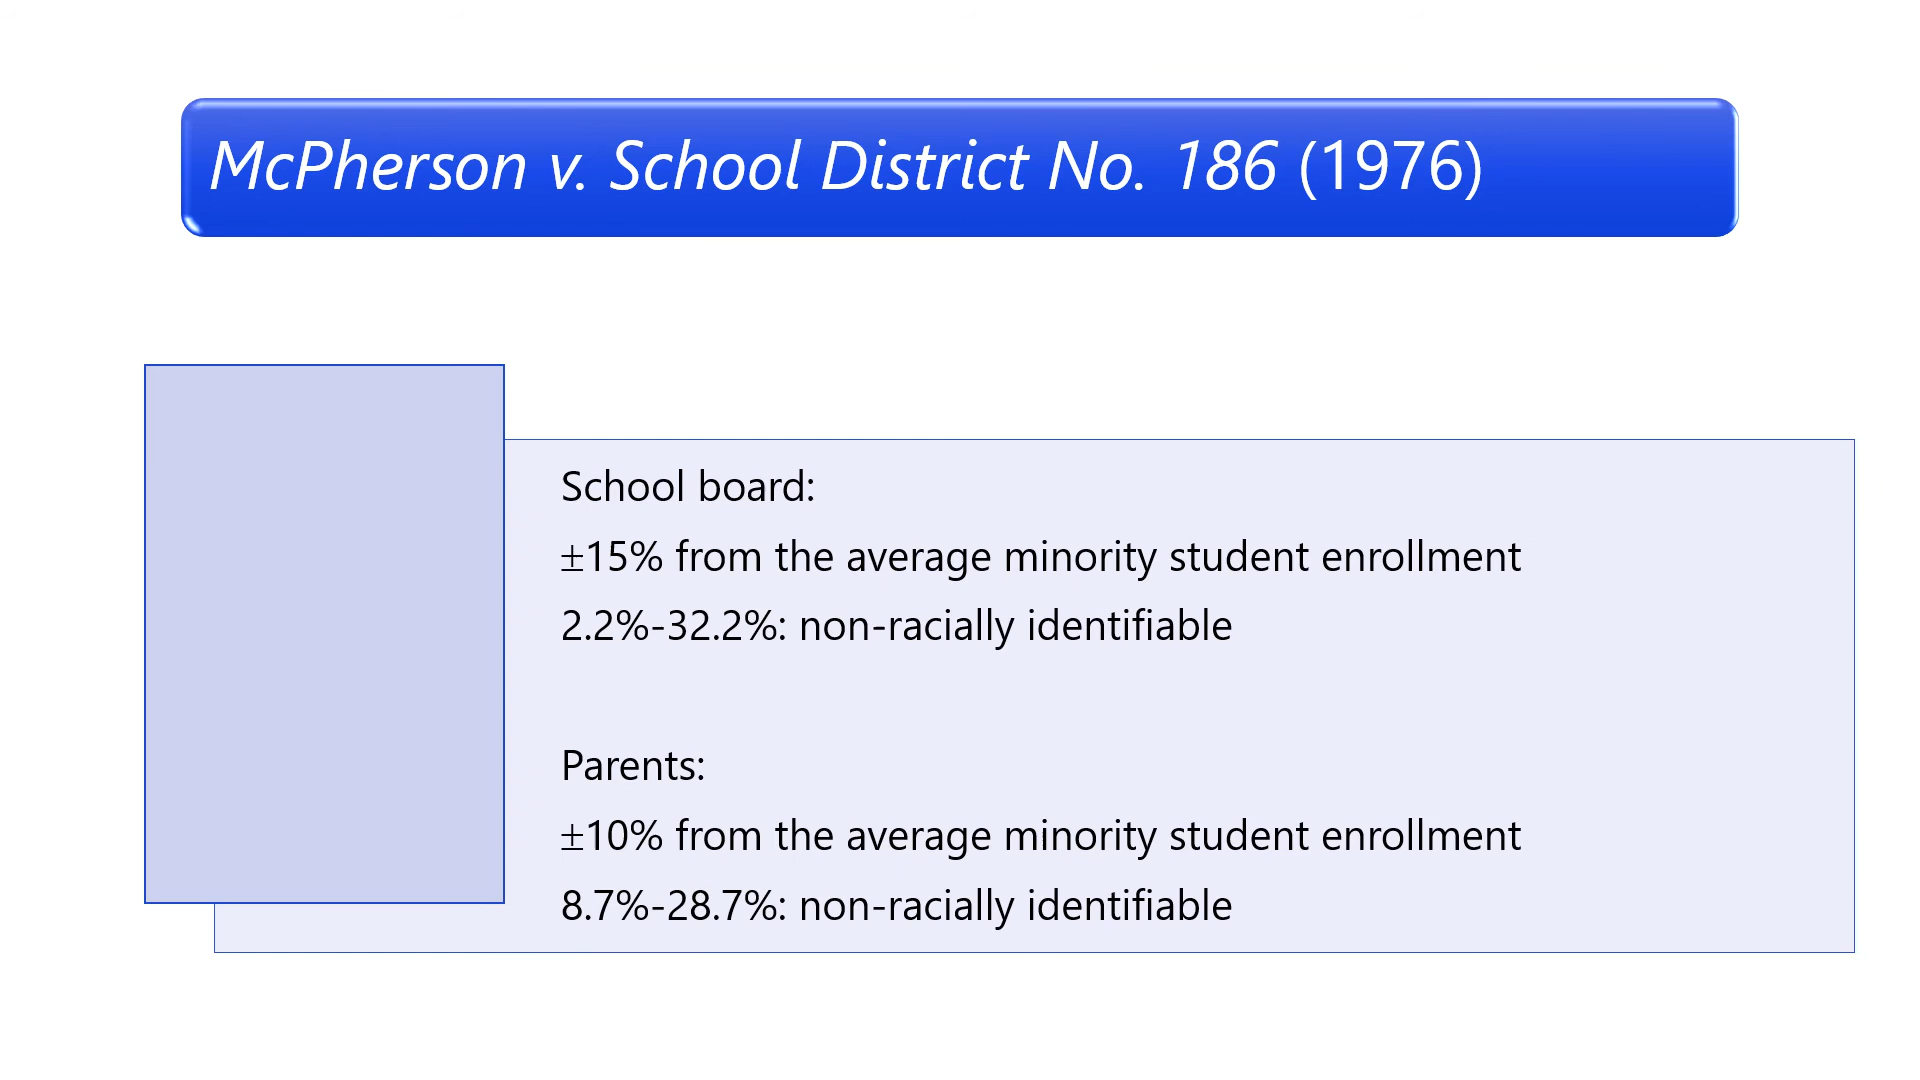 McPherson v. School District No. 186 (1976)
School board:
±15% from the average minority student enrollment
2.2%-32.2%: non-racially identifiable
Parents:
±10% from the average minority student enrollment
8.7%-28.7%: non-racially identifiable